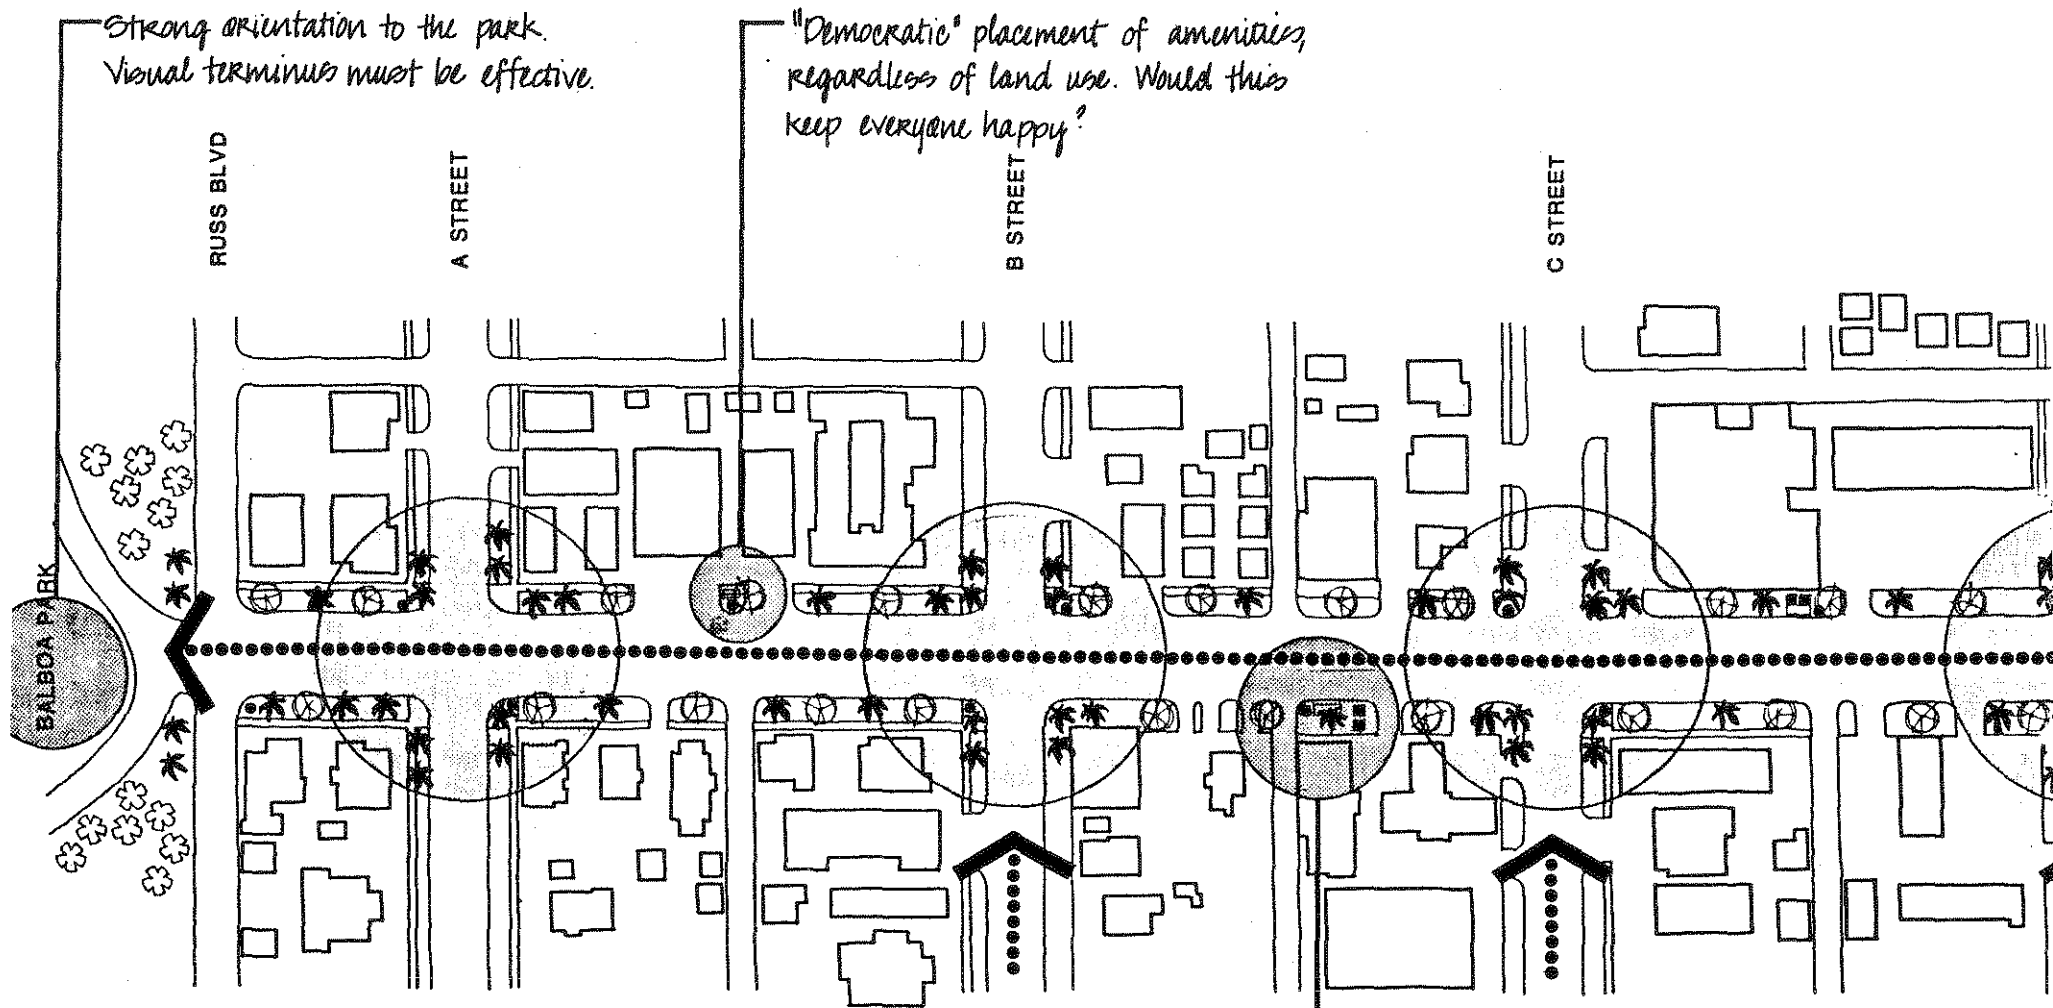 Strong orientation to the park.
Visual terminus must be effective.
"Democratic" placement of amenities,
regardless of land use. Would this
keep everyone happy?
RUSS BLVD
A STREET
B STREET
C STREET
BALBOA PARK